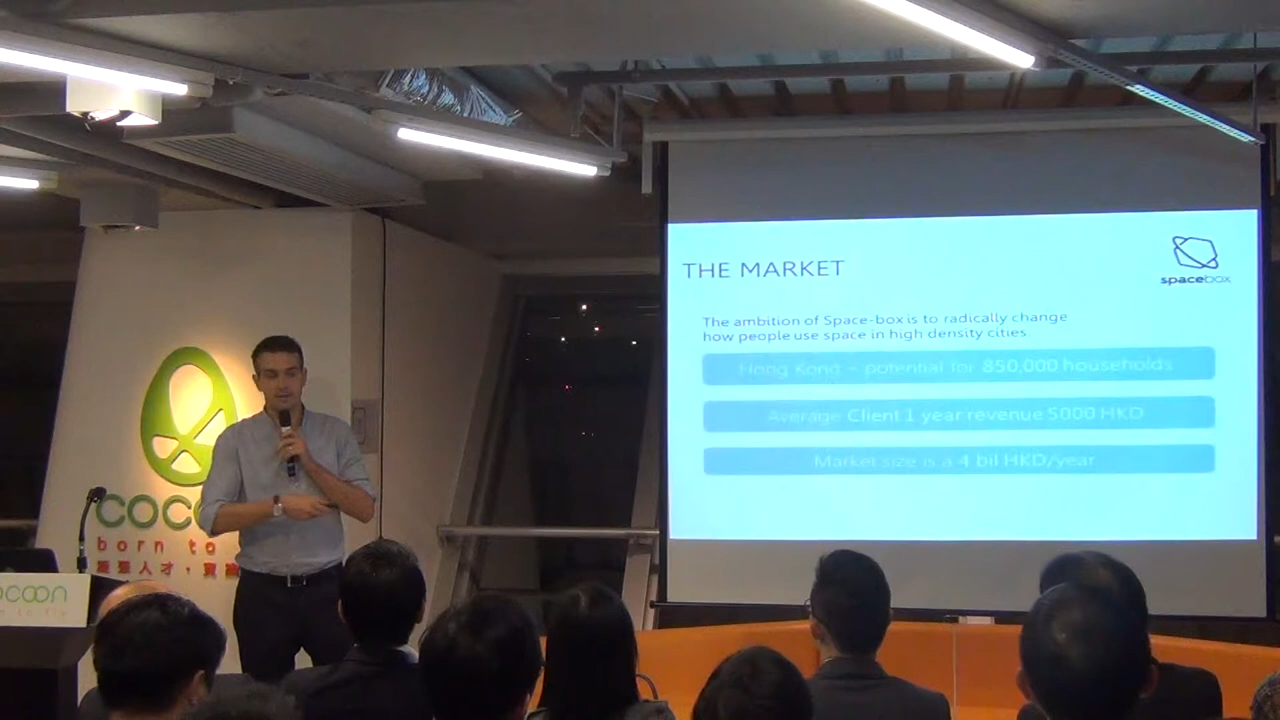 THE MARKET
spacebox
The ambition of Space-box is to radically change
how people use space in high density cities.
Hong Kong - potential for 850,000 households
Average Client 1 year revenue 5000 HKD
Market size is a 4 bil HKD/year
coc
born to
cocoon